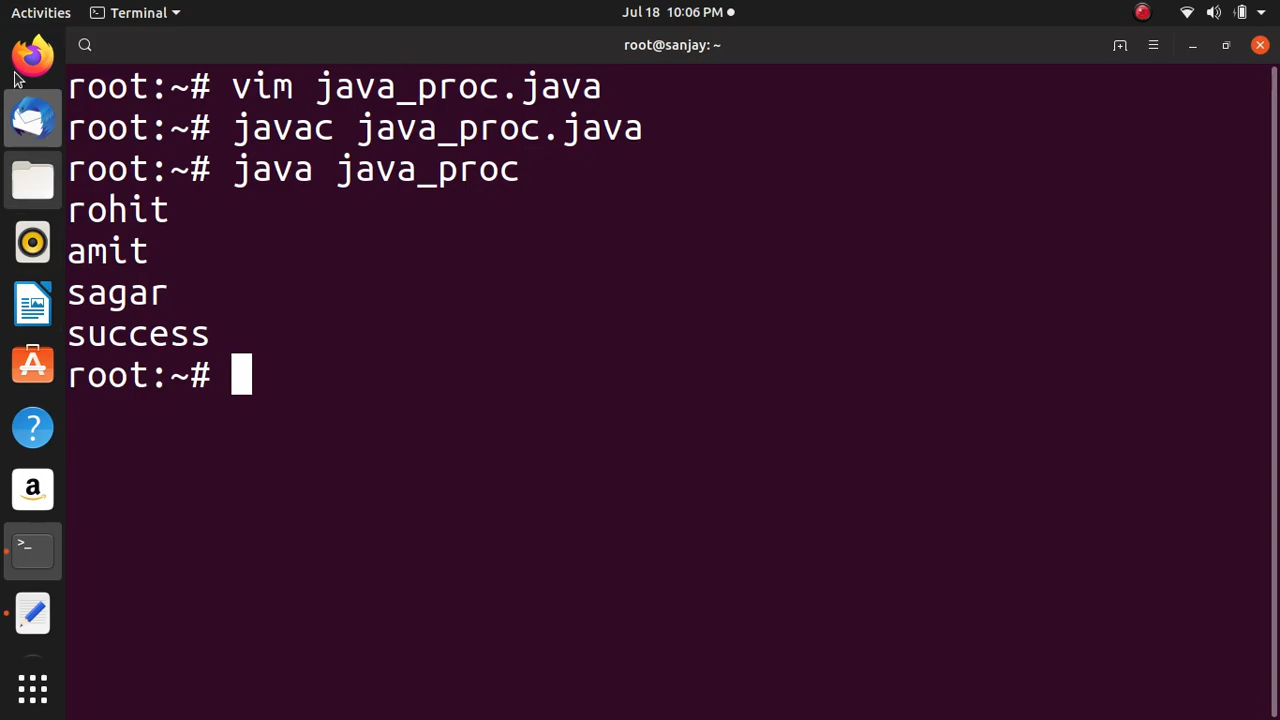 Activities
Terminal
Jul 18 10:06 PM
root@sanjay: ~
root:~# vim java_proc.java
root:~# javac java_proc.java
root:~# java java_proc
rohit
amit
sagar
success
root:~#
?
a
>_